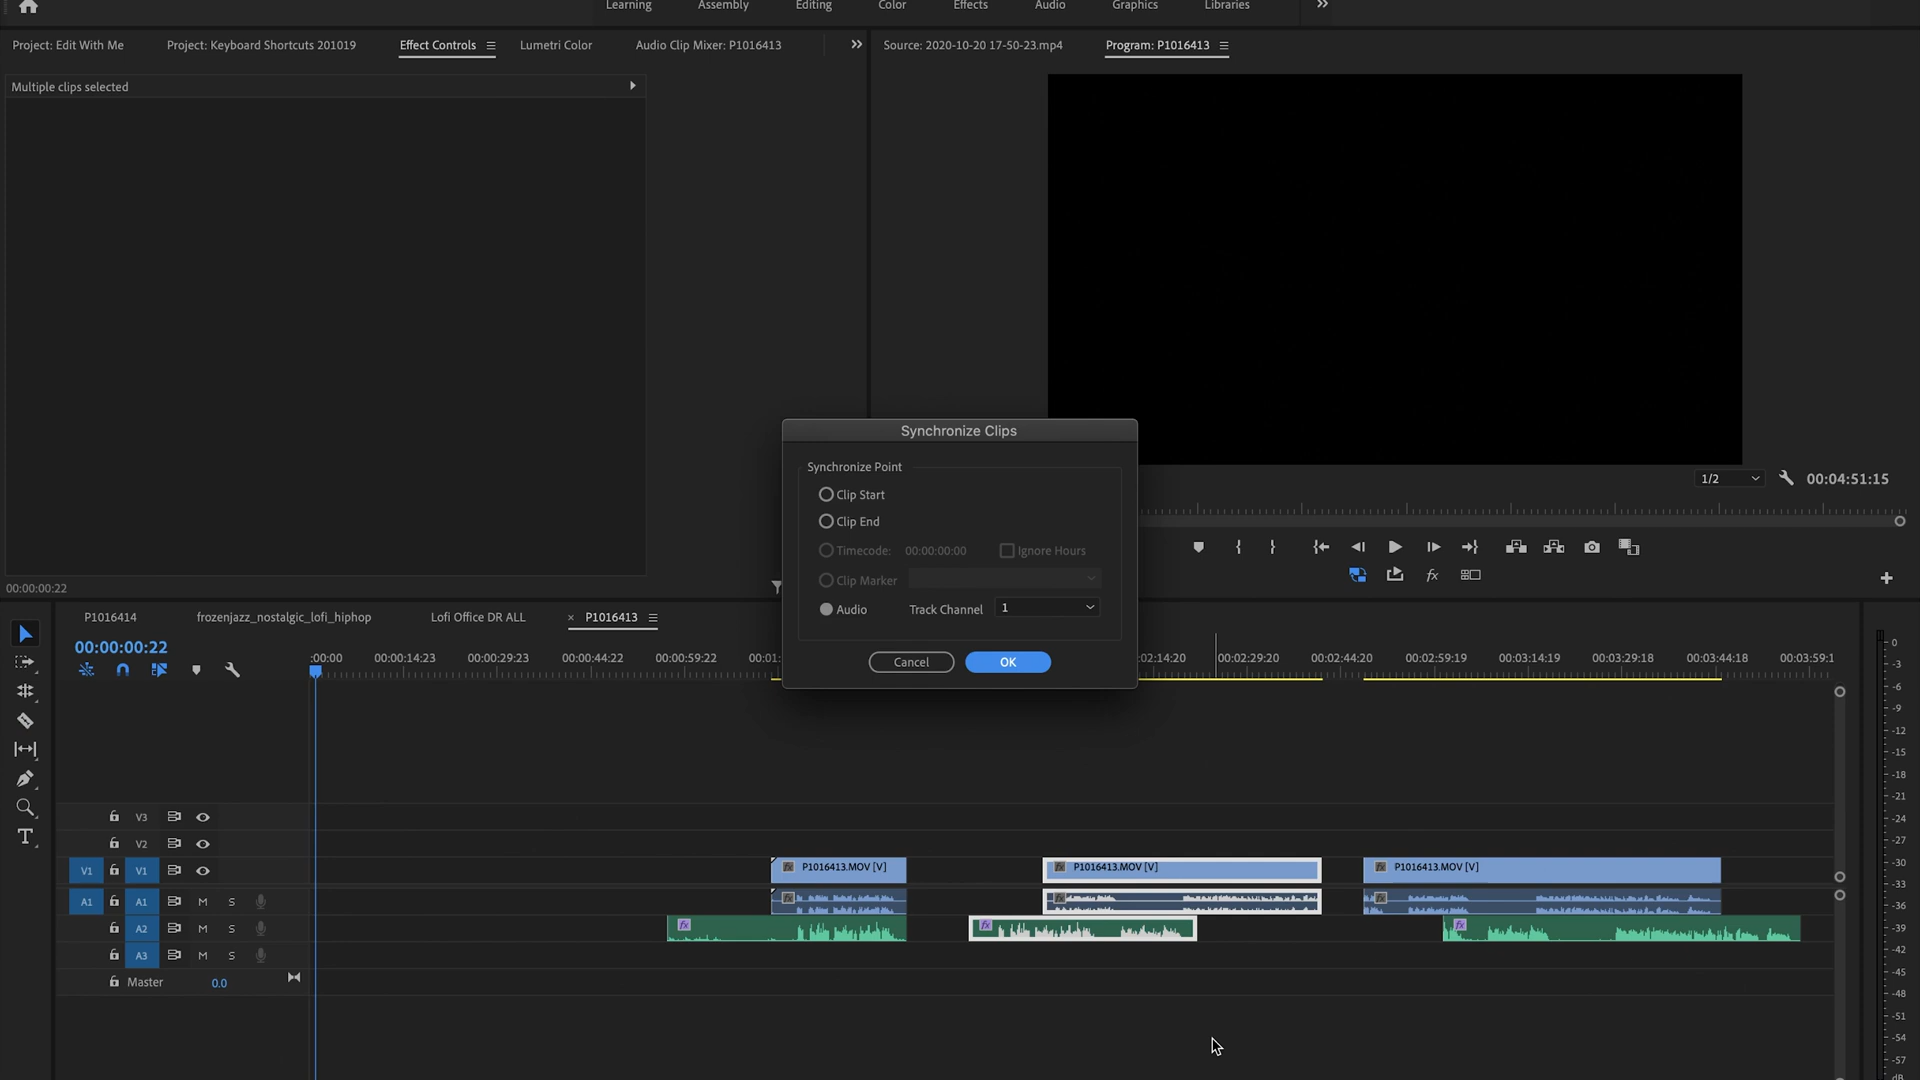 Learning Assembly Editing Color Effects Audio Graphics Libraries
Project: Edit With Me Project: Keyboard Shortcuts 201019 Effect Controls Lumetri Color Audio Clip Mixer: P1016413 Source: 2020-10-20 17-50-23.mp4 Program: P1016413
Multiple clips selected
Synchronize Clips
Synchronize Point
Clip Start
Clip End
Timecode: 00:00:00:00 Ignore Hours
Clip Marker
Audio Track Channel 1
Cancel OK
1/2 00:04:51:15
00:00:00:22
P1016414 frozenjazz_nostalgic_lofi_hiphop Lofi Office DR ALL × P1016413
00:00:00:22
:00:00 00:00:14:23 00:00:29:23 00:00:44:22 00:00:59:22 00:01: 02:14:20 00:02:29:20 00:02:44:20 00:02:59:19 00:03:14:19 00:03:29:18 00:03:44:18 00:03:59:1
V3
V2
V1 V1 P1016413.MOV [V] P1016413.MOV [V] P1016413.MOV [V]
A1 A1 M S fx fx fx
A2 M S fx fx fx
A3 M S
Master 0.0
0
-3
-6
-9
-12
-15
-18
-21
-24
-27
-30
-33
-36
-39
-42
-45
-48
-51
-54
-57
dB